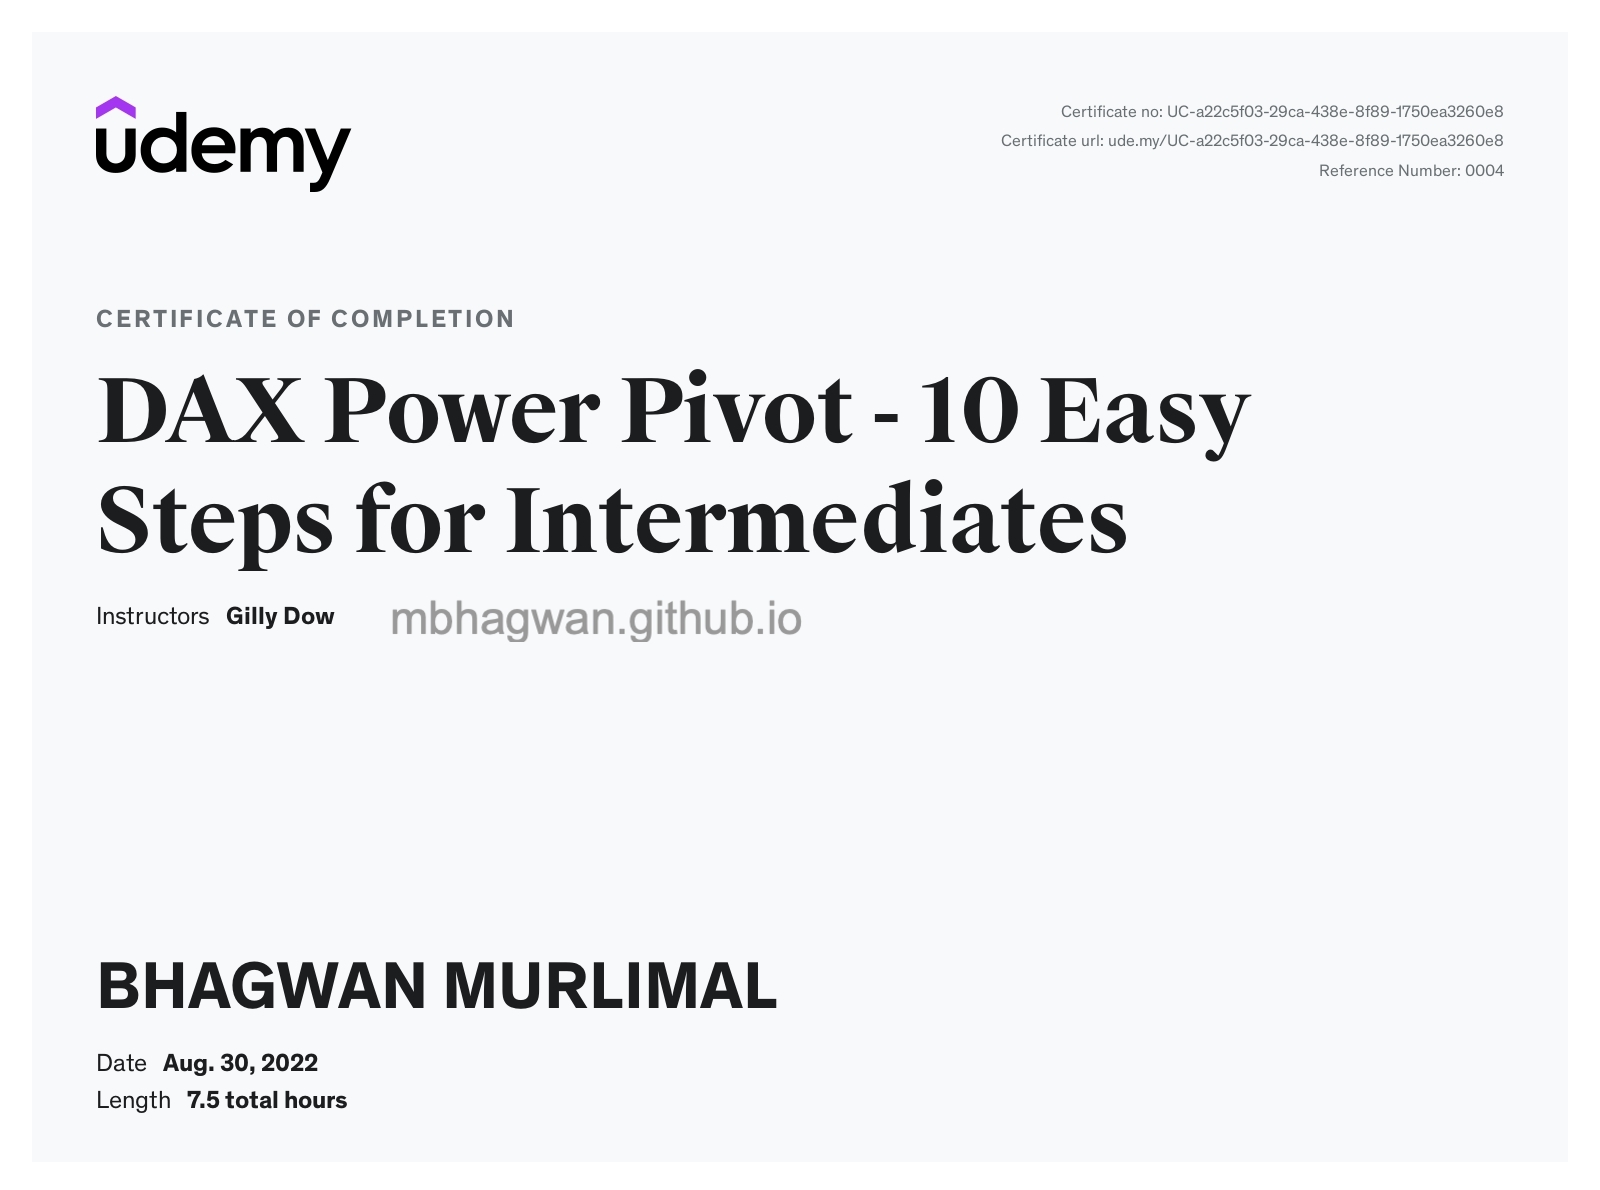 udemy
Certificate no: UC-a22c5f03-29ca-438e-8f89-1750ea3260e8
Certificate url: ude.my/UC-a22c5f03-29ca-438e-8f89-1750ea3260e8
Reference Number: 0004
CERTIFICATE OF COMPLETION
DAX Power Pivot - 10 Easy
Steps for Intermediates
Instructors Gilly Dow mbhagwan.github.io
BHAGWAN MURLIMAL
Date Aug. 30, 2022
Length 7.5 total hours